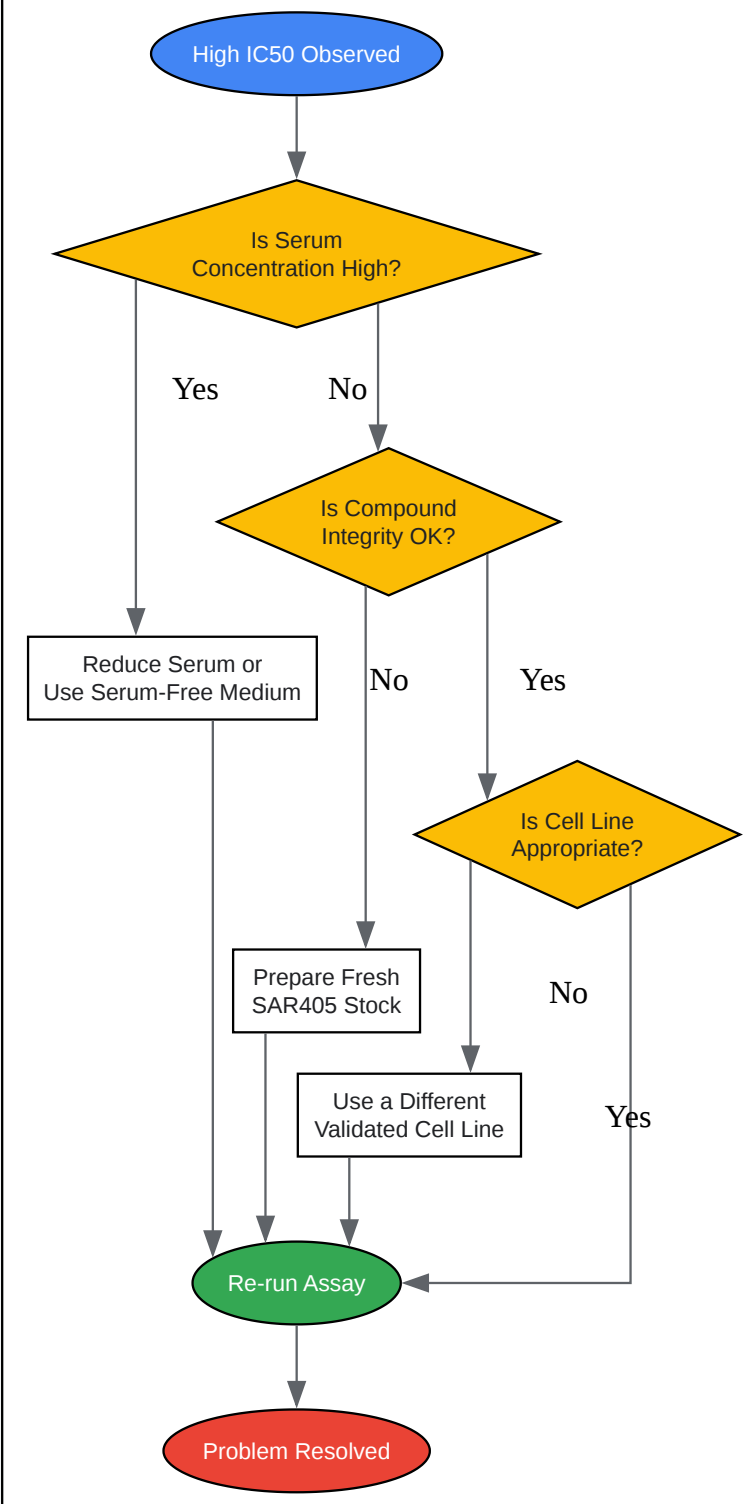 High IC50 Observed
Is Serum
Concentration High?
Yes
No
Is Compound
Integrity OK?
Reduce Serum or
Use Serum-Free Medium
No
Yes
Is Cell Line
Appropriate?
Prepare Fresh
SAR405 Stock
No
Use a Different
Validated Cell Line
Yes
Re-run Assay
Problem Resolved